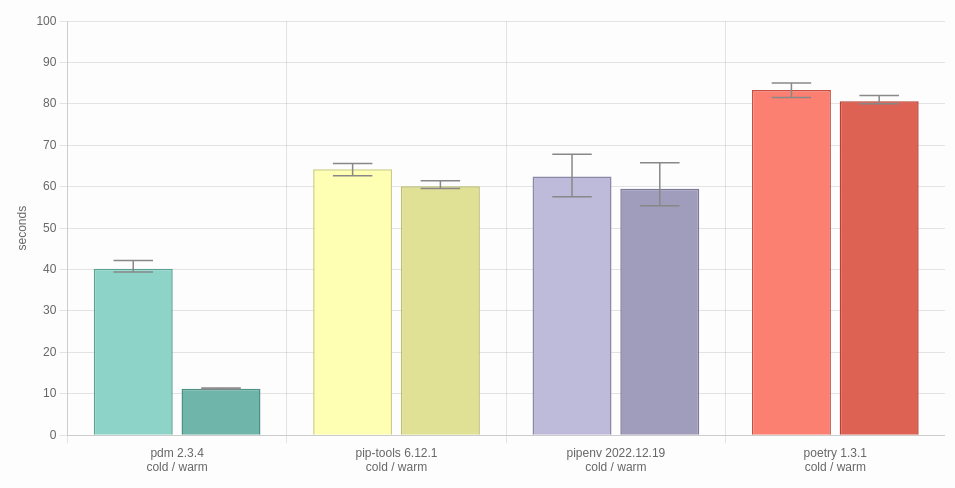 100
90
80
70
60
50
40
30
20
10
0
seconds
pdm 2.3.4
cold / warm
pip-tools 6.12.1
cold / warm
pipenv 2022.12.19
cold / warm
poetry 1.3.1
cold / warm